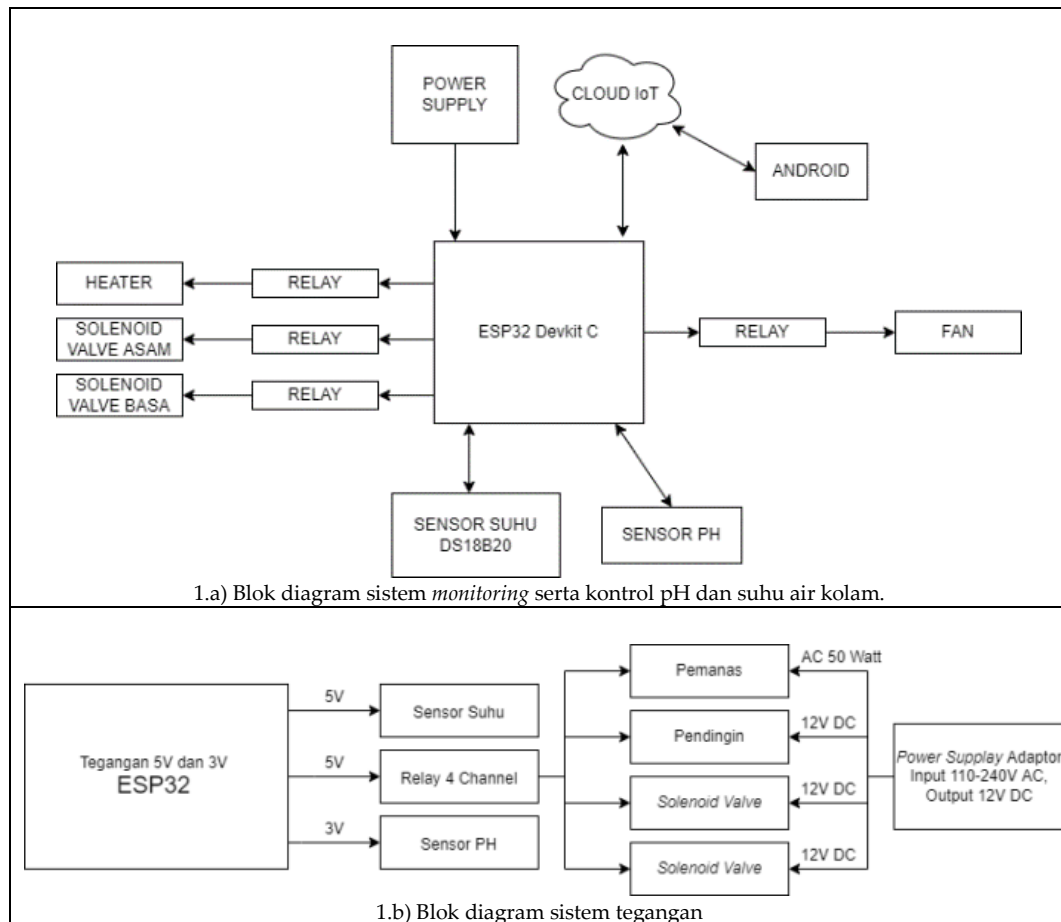 POWER
SUPPLY
CLOUD IoT
ANDROID
HEATER
RELAY
SOLENOID
VALVE ASAM
RELAY
SOLENOID
VALVE BASA
RELAY
ESP32 Devkit C
RELAY
FAN
SENSOR SUHU
DS18B20
SENSOR PH
1.a) Blok diagram sistem monitoring serta kontrol pH dan suhu air kolam.
Tegangan 5V dan 3V
ESP32
5V
Sensor Suhu
5V
Relay 4 Channel
3V
Sensor PH
Pemanas
AC 50 Watt
Pendingin
12V DC
Solenoid Valve
12V DC
Solenoid Valve
12V DC
Power Supplay Adaptor
Input 110-240V AC,
Output 12V DC
1.b) Blok diagram sistem tegangan